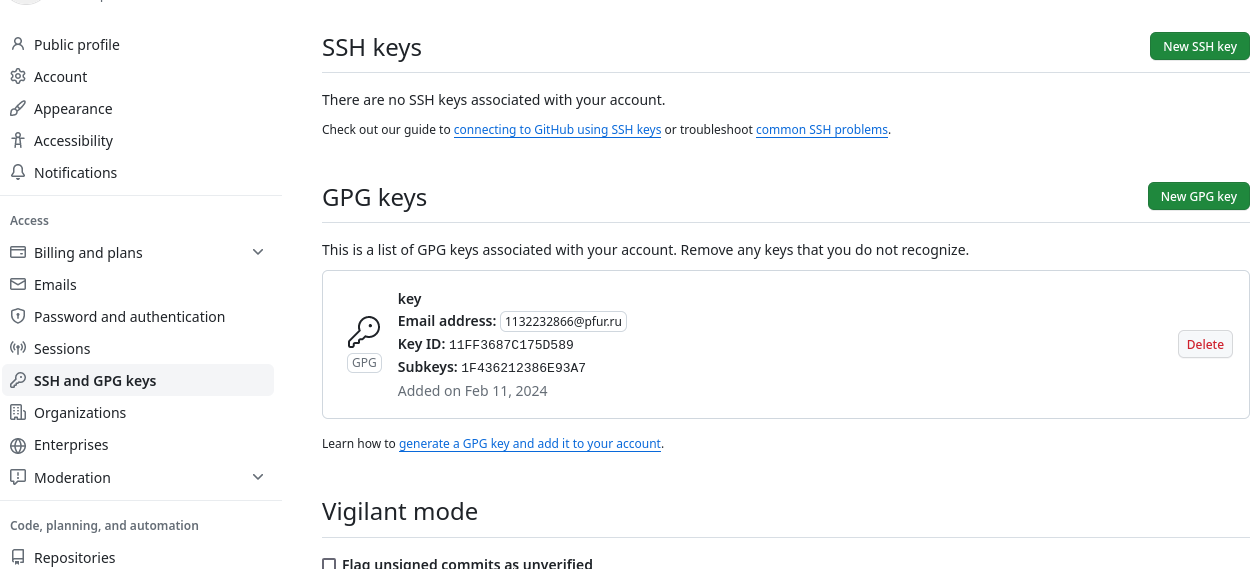 Public profile
Account
Appearance
Accessibility
Notifications
Access
Billing and plans
Emails
Password and authentication
Sessions
SSH and GPG keys
Organizations
Enterprises
Moderation
Code, planning, and automation
Repositories
SSH keys
New SSH key
There are no SSH keys associated with your account.
Check out our guide to connecting to GitHub using SSH keys or troubleshoot common SSH problems.
GPG keys
New GPG key
This is a list of GPG keys associated with your account. Remove any keys that you do not recognize.
GPG
key
Email address: 1132232866@pfur.ru
Key ID: 11FF3687C175D589
Subkeys: 1F436212386E93A7
Added on Feb 11, 2024
Delete
Learn how to generate a GPG key and add it to your account.
Vigilant mode
Flag unsigned commits as unverified